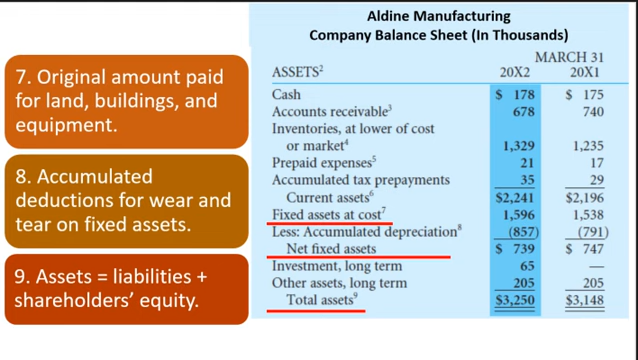 7. Original amount paid
for land, buildings, and
equipment.
8. Accumulated
deductions for wear and
tear on fixed assets.
9. Assets = liabilities +
shareholders’ equity.
Aldine Manufacturing
Company Balance Sheet (In Thousands)
MARCH 31
ASSETS² 20X2 20X1
Cash $ 178 $ 175
Accounts receivable³ 678 740
Inventories, at lower of cost
or market⁴ 1,329 1,235
Prepaid expenses⁵ 21 17
Accumulated tax prepayments 35 29
Current assets⁶ $2,241 $2,196
Fixed assets at cost⁷ 1,596 1,538
Less: Accumulated depreciation⁸ (857) (791)
Net fixed assets $ 739 $ 747
Investment, long term 65 —
Other assets, long term 205 205
Total assets⁹ $3,250 $3,148